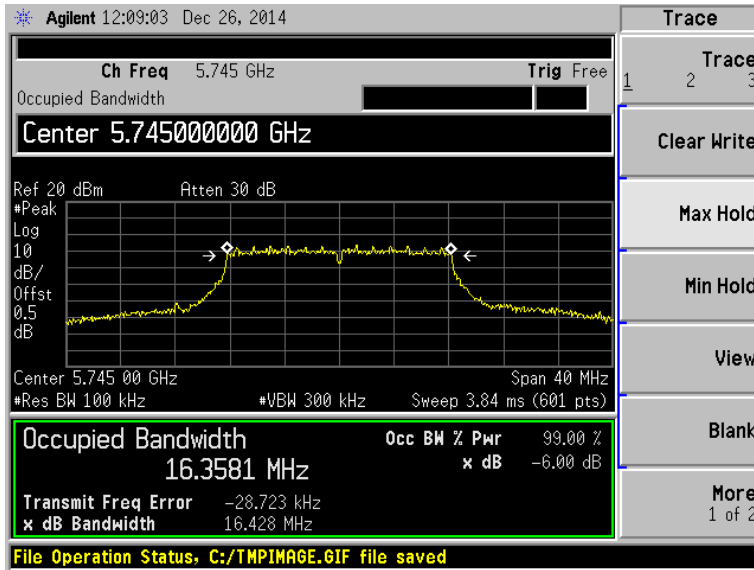 Agilent 12:09:03 Dec 26, 2014
Trace
Ch Freq 5.745 GHz Trig Free
Occupied Bandwidth
Center 5.745000000 GHz
Trace
1 2 3
Clear Write
Max Hold
Min Hold
View
Blank
More
1 of 2
Ref 20 dBm Atten 30 dB
#Peak
Log
10
dB/
Offst
0.5
dB
Center 5.745 00 GHz Span 40 MHz
#Res BW 100 kHz #VBW 300 kHz Sweep 3.84 ms (601 pts)
Occupied Bandwidth Occ BW % Pwr 99.00 %
16.3581 MHz x dB -6.00 dB
Transmit Freq Error -28.723 kHz
x dB Bandwidth 16.428 MHz
File Operation Status, C:/TMPIMAGE.GIF file saved